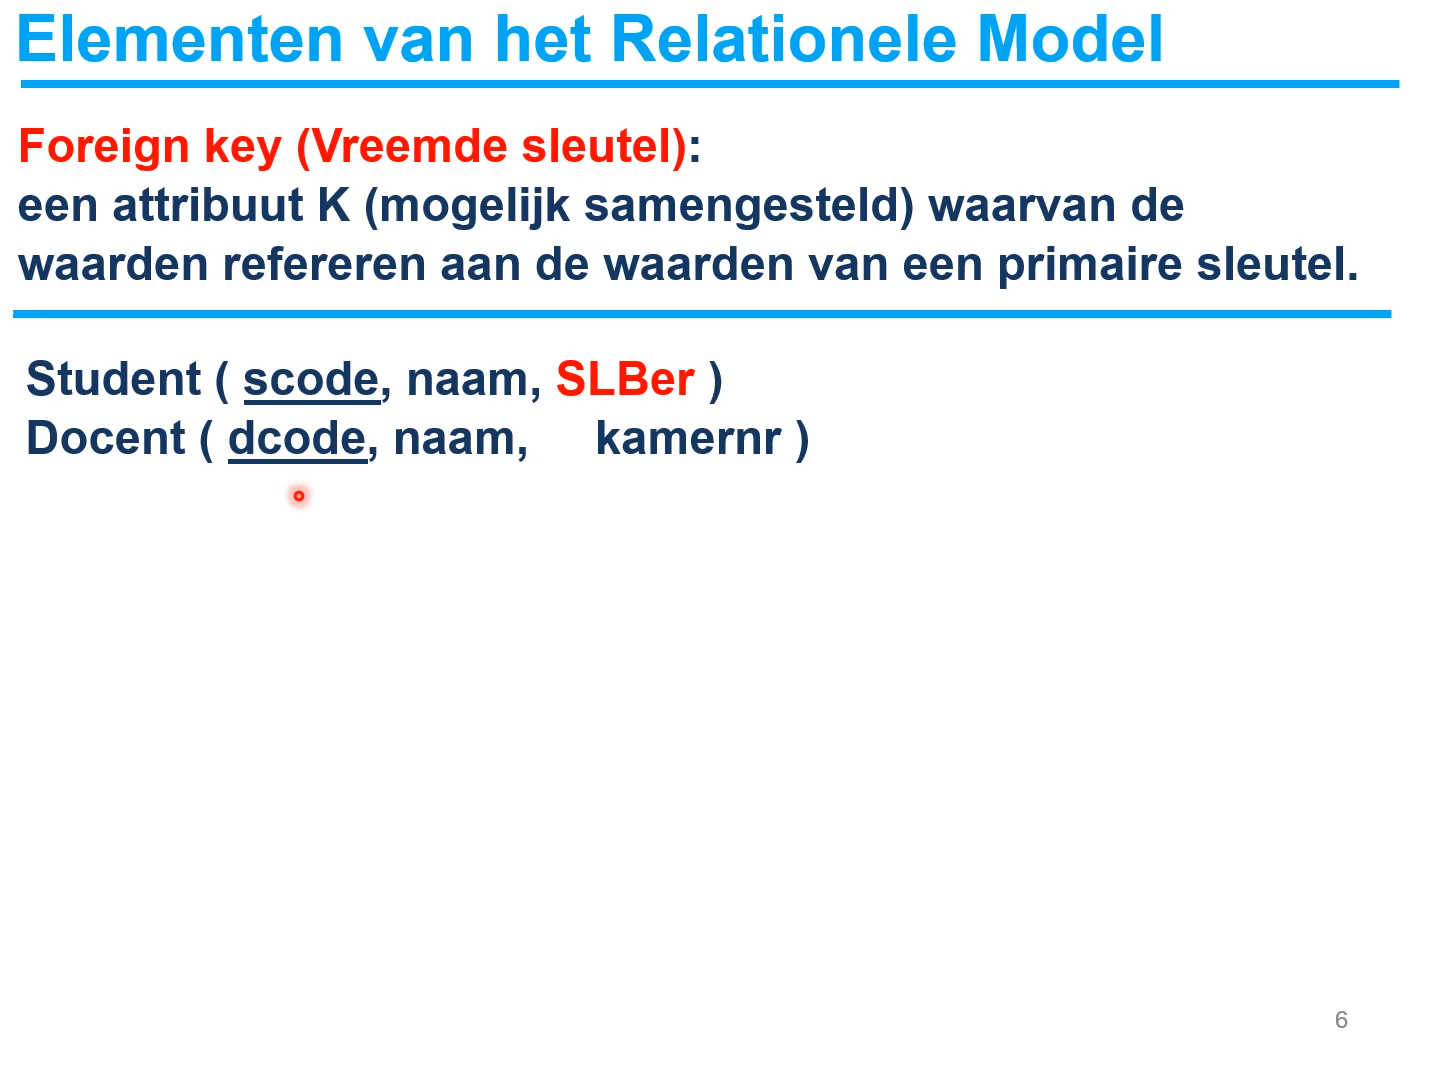 Elementen van het Relationele Model
Foreign key (Vreemde sleutel):
een attribuut K (mogelijk samengesteld) waarvan de
waarden refereren aan de waarden van een primaire sleutel.
Student ( scode, naam, SLBer )
Docent ( dcode, naam, kamernr )
6